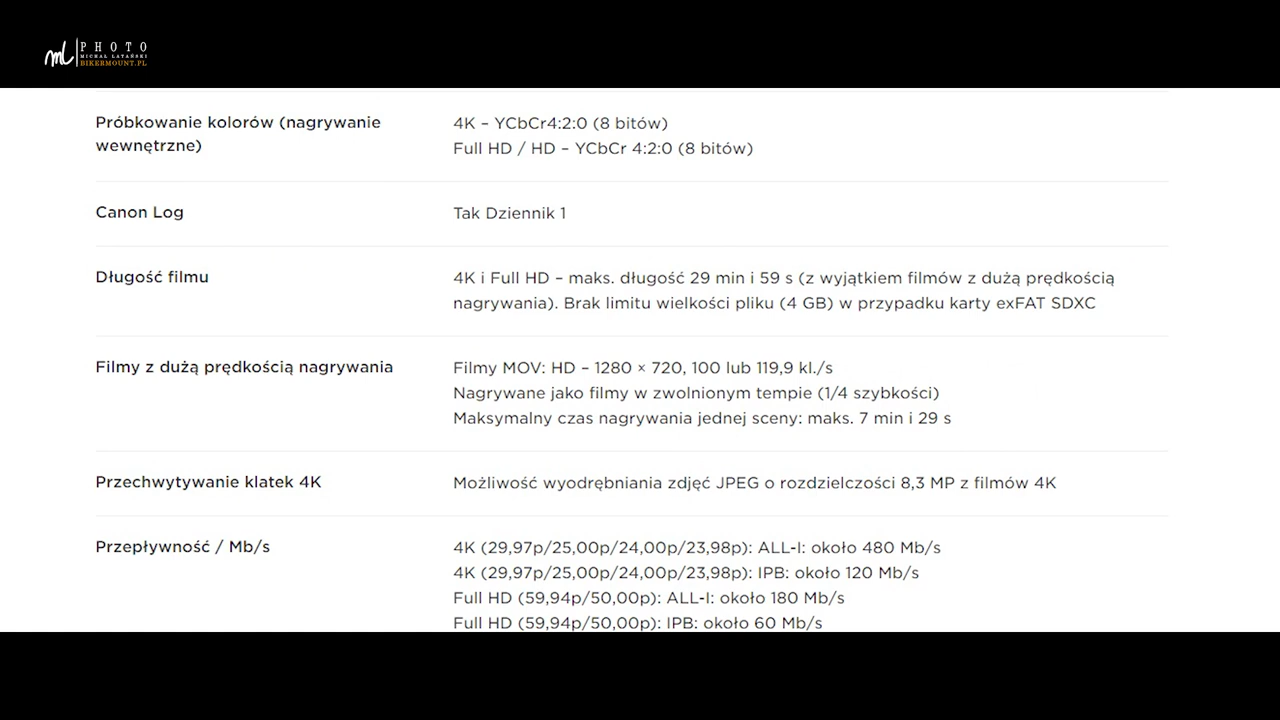 ml PHOTO
MICHAŁ LATAŃSKI
BIKERMOUNT.PL
Próbkowanie kolorów (nagrywanie
wewnętrzne)
4K – YCbCr4:2:0 (8 bitów)
Full HD / HD – YCbCr 4:2:0 (8 bitów)
Canon Log
Tak Dziennik 1
Długość filmu
4K i Full HD – maks. długość 29 min i 59 s (z wyjątkiem filmów z dużą prędkością
nagrywania). Brak limitu wielkości pliku (4 GB) w przypadku karty exFAT SDXC
Filmy z dużą prędkością nagrywania
Filmy MOV: HD – 1280 × 720, 100 lub 119,9 kl./s
Nagrywane jako filmy w zwolnionym tempie (1/4 szybkości)
Maksymalny czas nagrywania jednej sceny: maks. 7 min i 29 s
Przechwytywanie klatek 4K
Możliwość wyodrębniania zdjęć JPEG o rozdzielczości 8,3 MP z filmów 4K
Przepływność / Mb/s
4K (29,97p/25,00p/24,00p/23,98p): ALL-I: około 480 Mb/s
4K (29,97p/25,00p/24,00p/23,98p): IPB: około 120 Mb/s
Full HD (59,94p/50,00p): ALL-I: około 180 Mb/s
Full HD (59,94p/50,00p): IPB: około 60 Mb/s